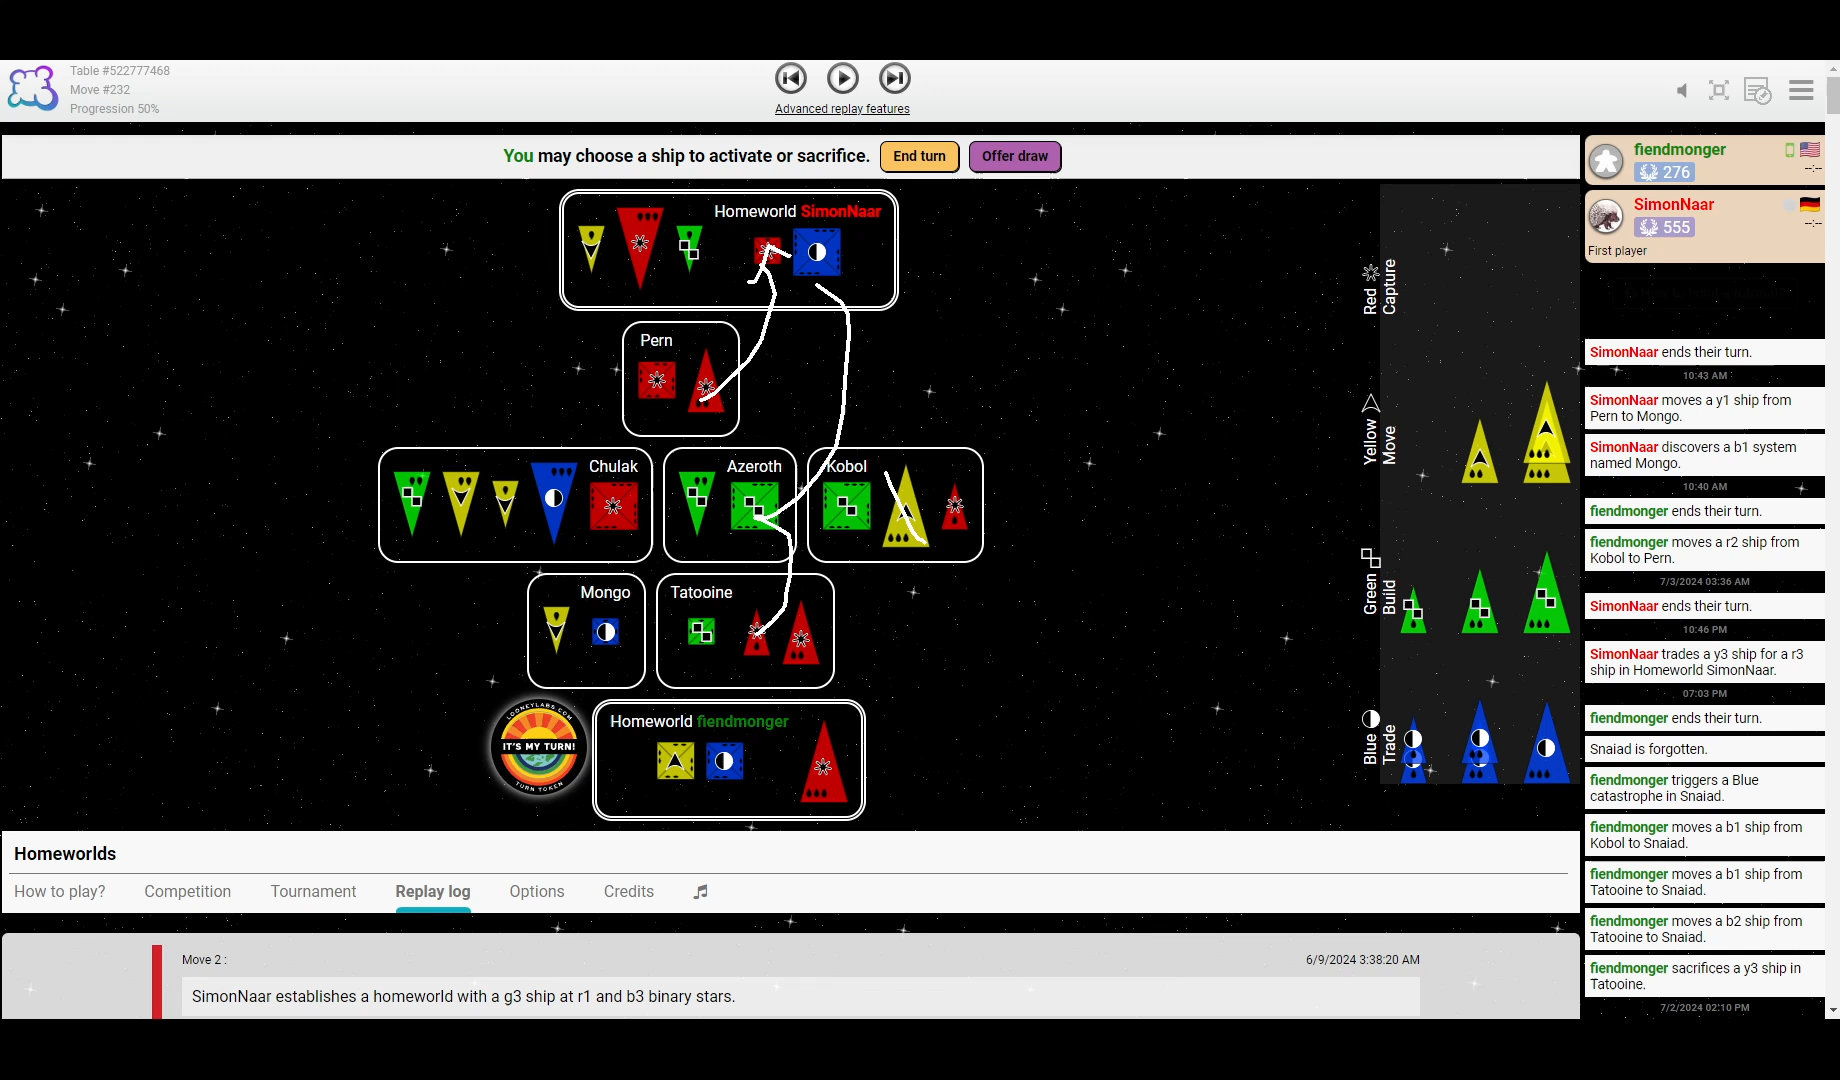 Table #522777468
Move #232
Progression 50%
Advanced replay features
You may choose a ship to activate or sacrifice. End turn Offer draw
Homeworld SimonNaar
Pern
Chulak
Azeroth
Kobol
Mongo
Tatooine
Homeworld fiendmonger
LOONEYLABS.COM
IT'S MY TURN!
TURN TOKEN
Red Capture
Yellow Move
Green Build
Blue Trade
fiendmonger
276
--:--
SimonNaar
555
--:--
First player
SimonNaar ends their turn.
10:43 AM
SimonNaar moves a y1 ship from
Pern to Mongo.
SimonNaar discovers a b1 system
named Mongo.
10:40 AM
fiendmonger ends their turn.
fiendmonger moves a r2 ship from
Kobol to Pern.
7/3/2024 03:36 AM
SimonNaar ends their turn.
10:46 PM
SimonNaar trades a y3 ship for a r3
ship in Homeworld SimonNaar.
07:03 PM
fiendmonger ends their turn.
Snaiad is forgotten.
fiendmonger triggers a Blue
catastrophe in Snaiad.
fiendmonger moves a b1 ship from
Kobol to Snaiad.
fiendmonger moves a b1 ship from
Tatooine to Snaiad.
fiendmonger moves a b2 ship from
Tatooine to Snaiad.
fiendmonger sacrifices a y3 ship in
Tatooine.
7/2/2024 02:10 PM
Homeworlds
How to play? Competition Tournament Replay log Options Credits
Move 2 :
6/9/2024 3:38:20 AM
SimonNaar establishes a homeworld with a g3 ship at r1 and b3 binary stars.